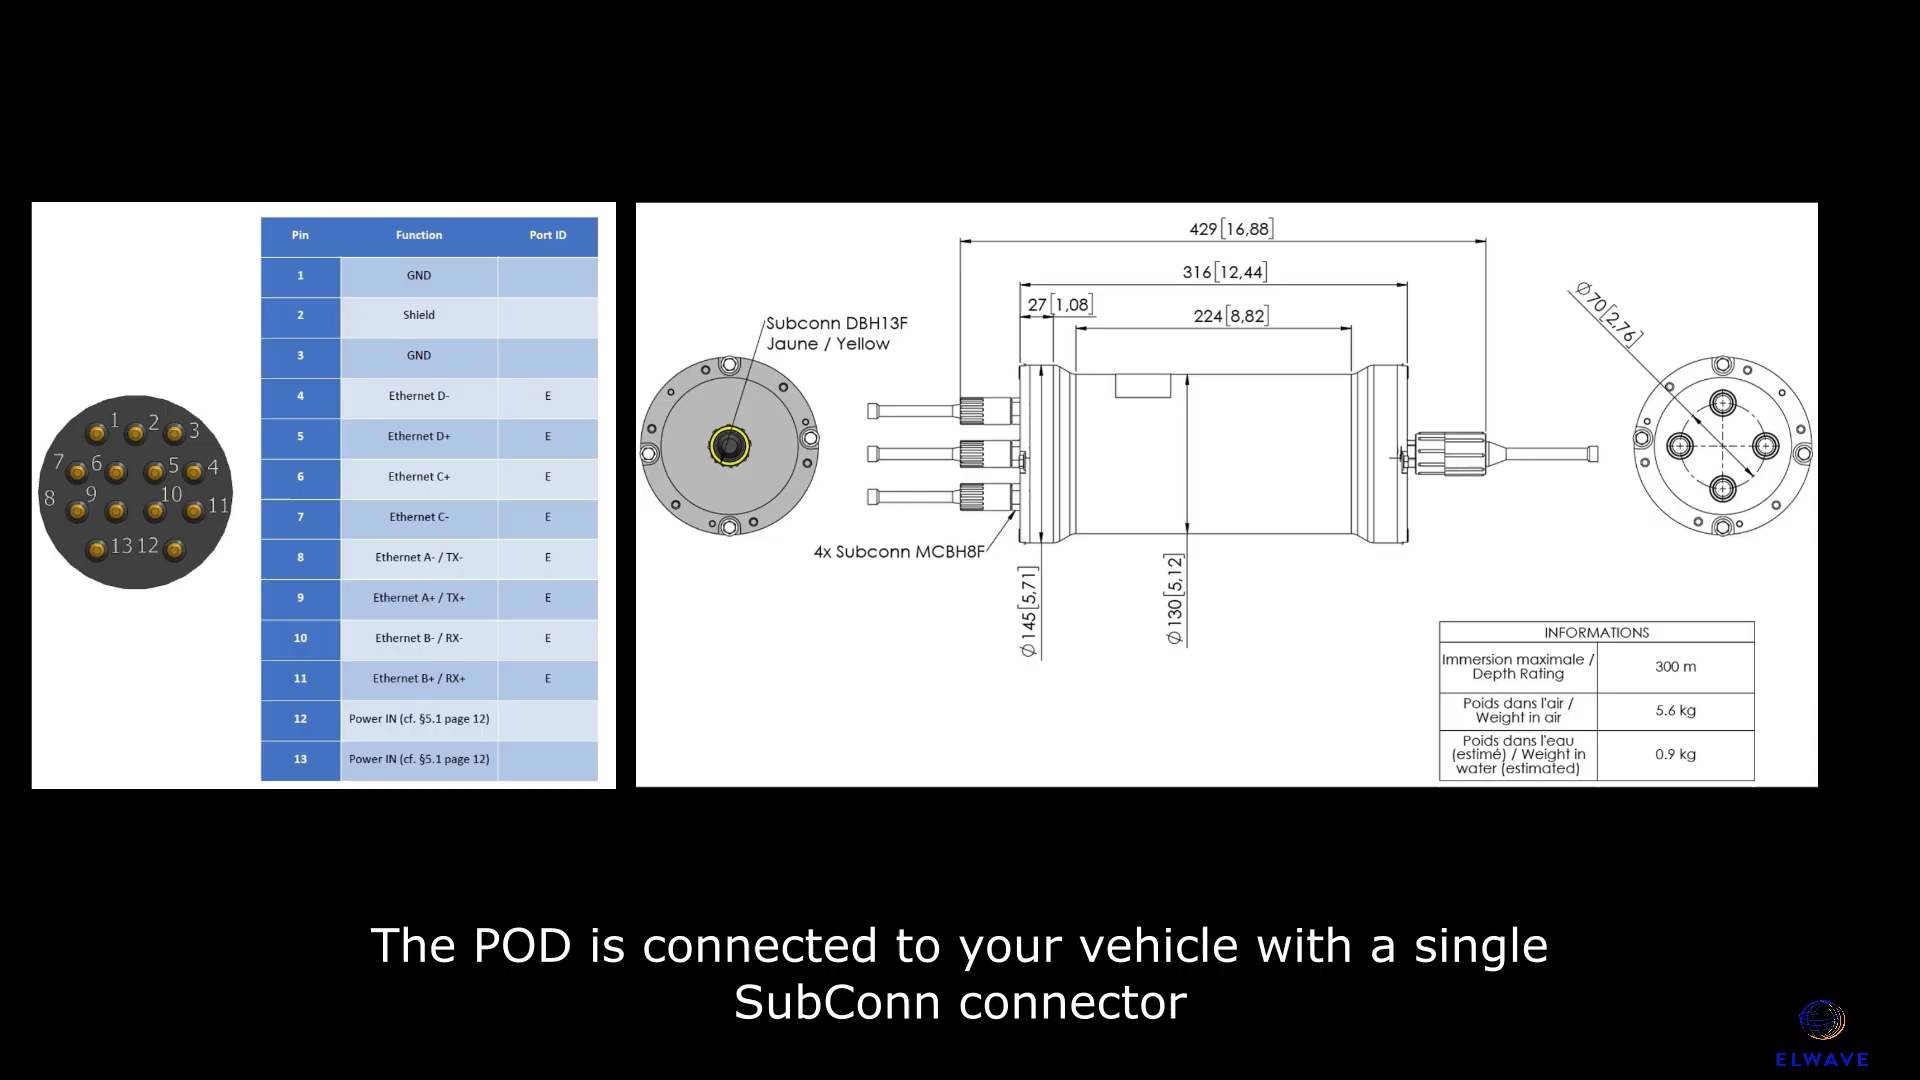 1
2
3
7
6
5
4
8
9
10
11
13
12
Pin Function Port ID
1 GND
2 Shield
3 GND
4 Ethernet D- E
5 Ethernet D+ E
6 Ethernet C+ E
7 Ethernet C- E
8 Ethernet A- / TX- E
9 Ethernet A+ / TX+ E
10 Ethernet B- / RX- E
11 Ethernet B+ / RX+ E
12 Power IN (cf. §5.1 page 12)
13 Power IN (cf. §5.1 page 12)
429[16,88]
316[12,44]
27[1,08]
224[8,82]
Ø70[2,76]
Subconn DBH13F
Jaune / Yellow
4x Subconn MCBH8F
Ø145[5,71]
Ø130[5,12]
INFORMATIONS
Immersion maximale /
Depth Rating
300 m
Poids dans l'air /
Weight in air
5.6 kg
Poids dans l'eau
(estimé) / Weight in
water (estimated)
0.9 kg
The POD is connected to your vehicle with a single
SubConn connector
ELWAVE